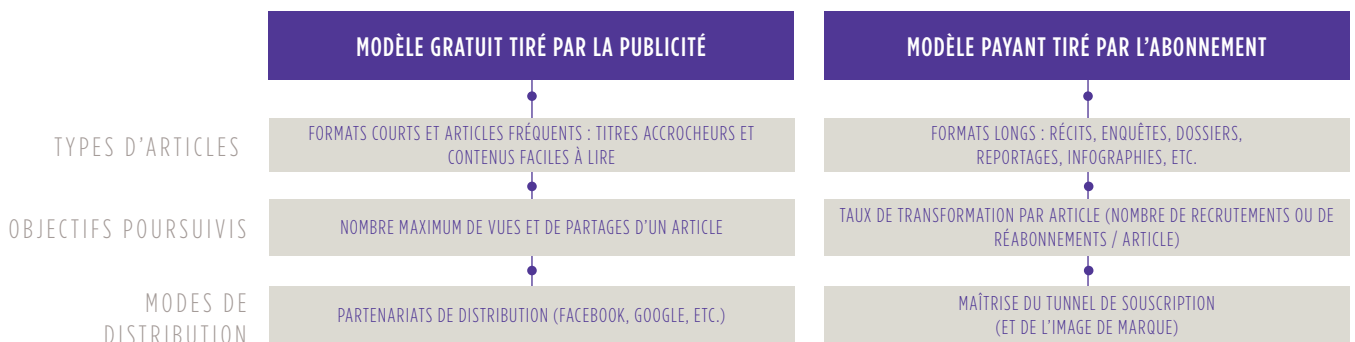 MODÈLE GRATUIT TIRÉ PAR LA PUBLICITÉ
MODÈLE PAYANT TIRÉ PAR L'ABONNEMENT
TYPES D'ARTICLES
FORMATS COURTS ET ARTICLES FRÉQUENTS : TITRES ACCROCHEURS ET
CONTENUS FACILES À LIRE
FORMATS LONGS : RÉCITS, ENQUÊTES, DOSSIERS,
REPORTAGES, INFOGRAPHIES, ETC.
OBJECTIFS POURSUIVIS
NOMBRE MAXIMUM DE VUES ET DE PARTAGES D'UN ARTICLE
TAUX DE TRANSFORMATION PAR ARTICLE (NOMBRE DE RECRUTEMENTS OU DE
RÉABONNEMENTS / ARTICLE)
MODES DE
DISTRIBUTION
PARTENARIATS DE DISTRIBUTION (FACEBOOK, GOOGLE, ETC.)
MAÎTRISE DU TUNNEL DE SOUSCRIPTION
(ET DE L'IMAGE DE MARQUE)